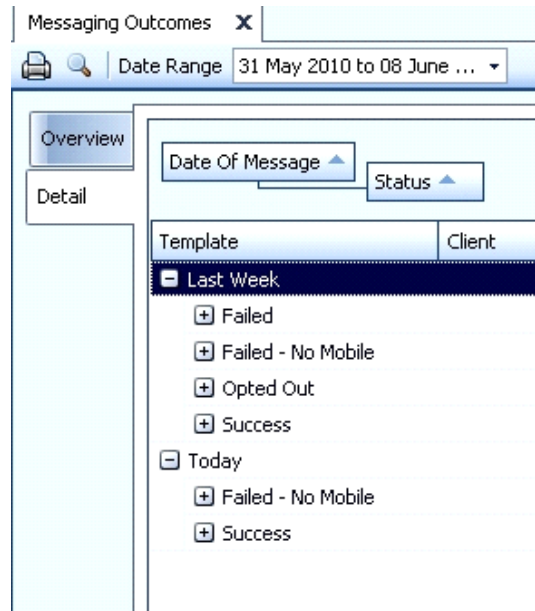 Messaging Outcomes X
Date Range 31 May 2010 to 08 June ...
Overview
Detail
Date Of Message
Status
Template Client
Last Week
Failed
Failed - No Mobile
Opted Out
Success
Today
Failed - No Mobile
Success